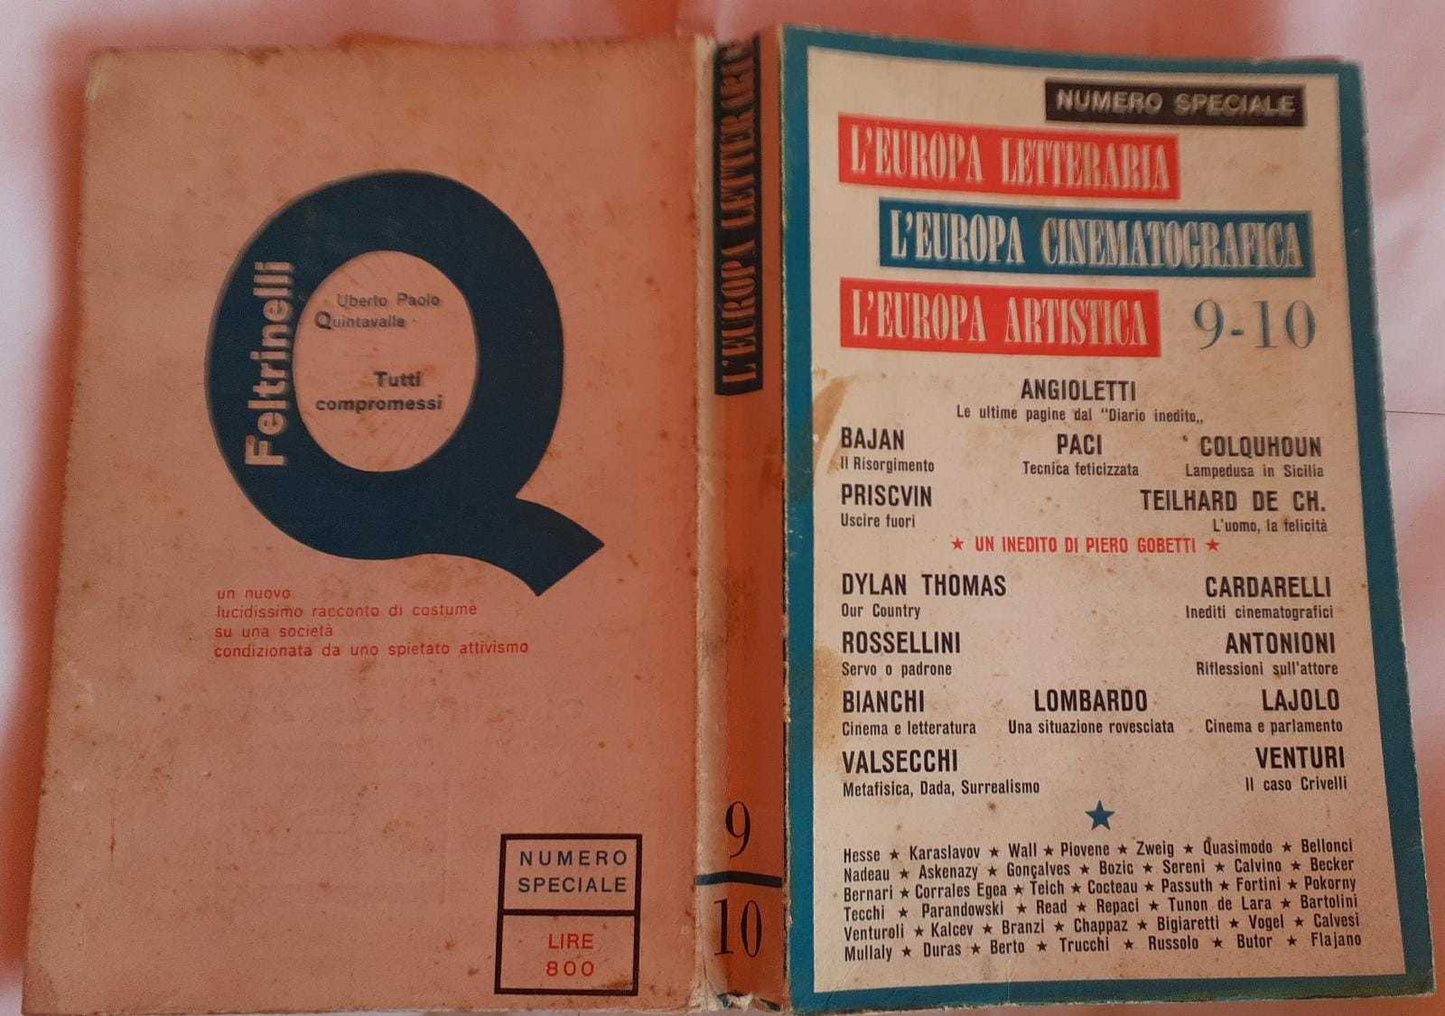 Feltrinelli
Uberto Paolo
Quintavalle
Tutti
compromessi
un nuovo
lucidissimo racconto di costume
su una società
condizionata da uno spietato attivismo
NUMERO
SPECIALE
LIRE
800
L'EUROPA LETTERARIA
9
10
NUMERO SPECIALE
L'EUROPA LETTERARIA
L'EUROPA CINEMATOGRAFICA
L'EUROPA ARTISTICA 9-10
ANGIOLETTI
Le ultime pagine dal "Diario inedito„
BAJAN PACI COLQUHOUN
Il Risorgimento Tecnica feticizzata Lampedusa in Sicilia
PRISCVIN TEILHARD DE CH.
Uscire fuori L'uomo, la felicità
★ UN INEDITO DI PIERO GOBETTI ★
DYLAN THOMAS CARDARELLI
Our Country Inediti cinematografici
ROSSELLINI ANTONIONI
Servo o padrone Riflessioni sull'attore
BIANCHI LOMBARDO LAJOLO
Cinema e letteratura Una situazione rovesciata Cinema e parlamento
VALSECCHI VENTURI
Metafisica, Dada, Surrealismo Il caso Crivelli
★
Hesse ★ Karaslavov ★ Wall ★ Piovene ★ Zweig ★ Quasimodo ★ Bellonci
Nadeau ★ Askenazy ★ Gonçalves ★ Bozic ★ Sereni ★ Calvino ★ Becker
Bernari ★ Corrales Egea ★ Teich ★ Cocteau ★ Passuth ★ Fortini ★ Pokorny
Tecchi ★ Parandowski ★ Read ★ Repaci ★ Tunon de Lara ★ Bartolini
Venturoli ★ Kalcev ★ Branzi ★ Chappaz ★ Bigiaretti ★ Vogel ★ Calvesi
Mullaly ★ Duras ★ Berto ★ Trucchi ★ Russolo ★ Butor ★ Flajano